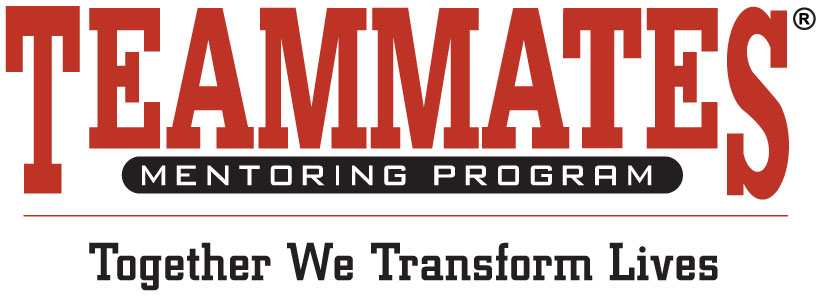 TEAMMATES®
MENTORING PROGRAM
Together We Transform Lives